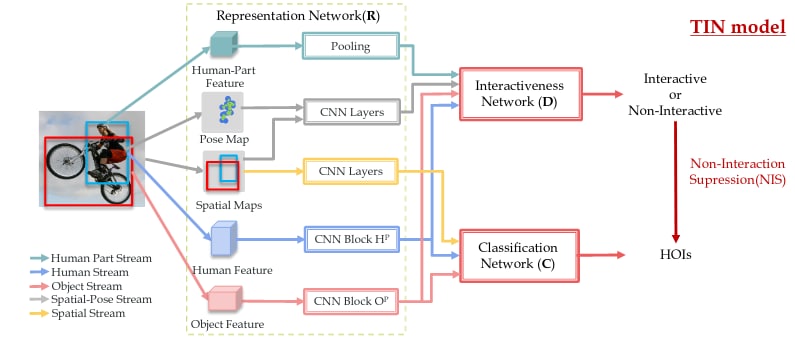 Representation Network(R)
TIN model
Pooling
Human-Part
Feature
Interactiveness
Network (D)
Interactive
or
Non-Interactive
CNN Layers
Pose Map
Non-Interaction
Supression(NIS)
CNN Layers
Spatial Maps
CNN Block Hᵖ
Classification
Network (C)
HOIs
Human Feature
CNN Block Oᵖ
Object Feature
Human Part Stream
Human Stream
Object Stream
Spatial-Pose Stream
Spatial Stream